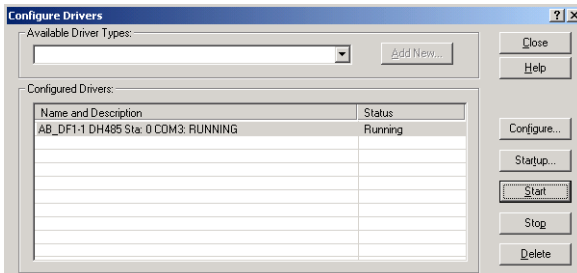 Configure Drivers
Available Driver Types:
Add New...
Close
Help
Configured Drivers:
Name and Description Status
AB_DF1-1 DH485 Sta: 0 COM3: RUNNING Running
Configure...
Startup...
Start
Stop
Delete